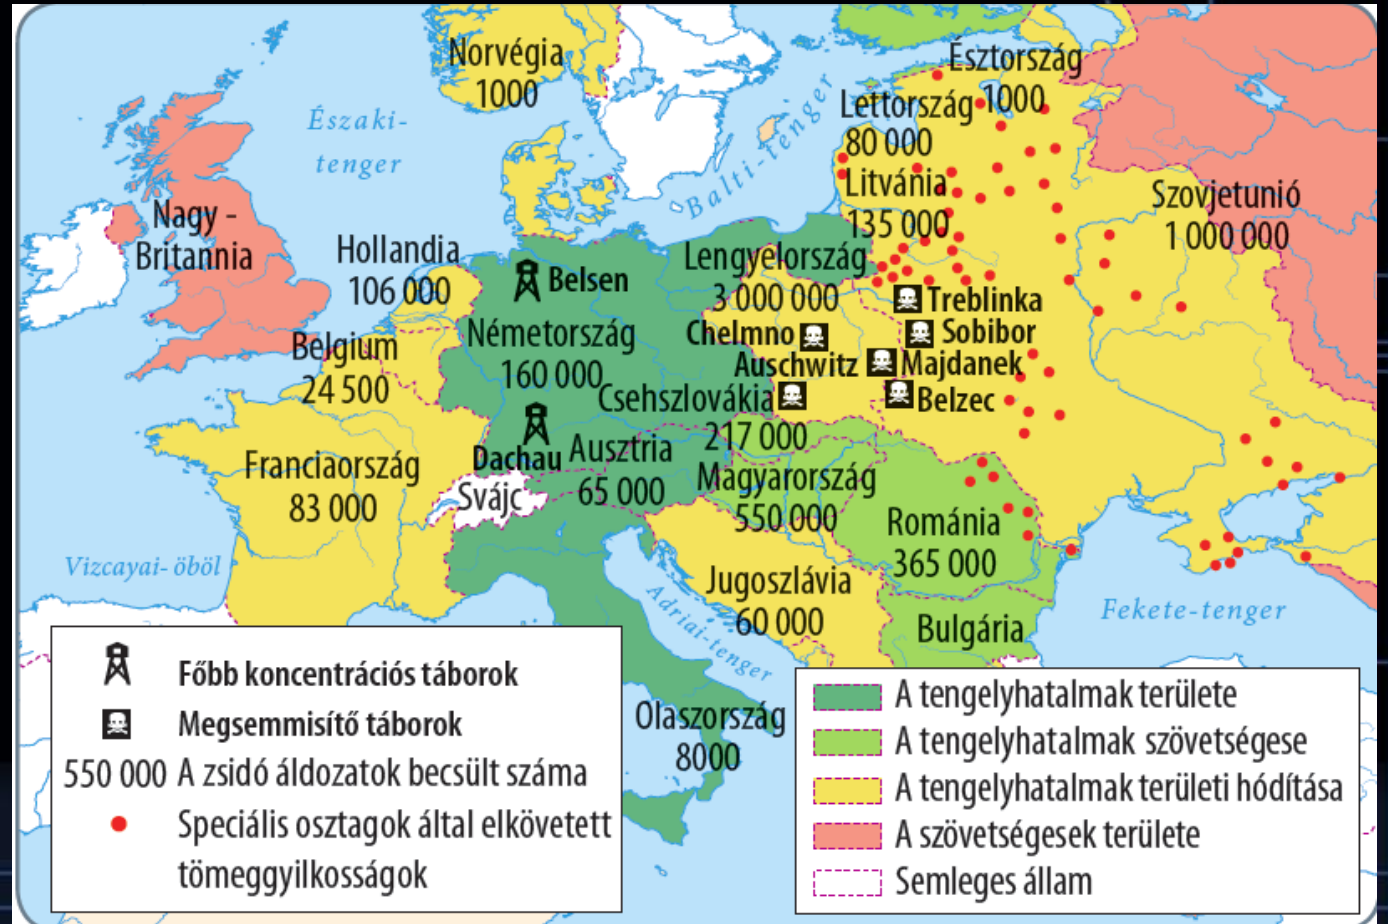 Norvégia
1000
Észtország
1000
Lettország
80 000
Északi-
tenger
Balti-tenger
Litvánia
135 000
Szovjetunió
1 000 000
Nagy -
Britannia
Hollandia
106 000
Lengyelország
3 000 000
Belsen
Treblinka
Chelmno
Sobibor
Németország
160 000
Belgium
24 500
Auschwitz
Majdanek
Csehszlovákia
217 000
Belzec
Dachau
Ausztria
65 000
Franciaország
83 000
Magyarország
550 000
Svájc
Románia
365 000
Vizcayai- öböl
Jugoszlávia
60 000
Adriai-tenger
Bulgária
Fekete-tenger
Olaszország
8000
Főbb koncentrációs táborok
Megsemmisítő táborok
550 000 A zsidó áldozatok becsült száma
Speciális osztagok által elkövetett
tömeggyilkosságok
A tengelyhatalmak területe
A tengelyhatalmak szövetségese
A tengelyhatalmak területi hódítása
A szövetségesek területe
Semleges állam